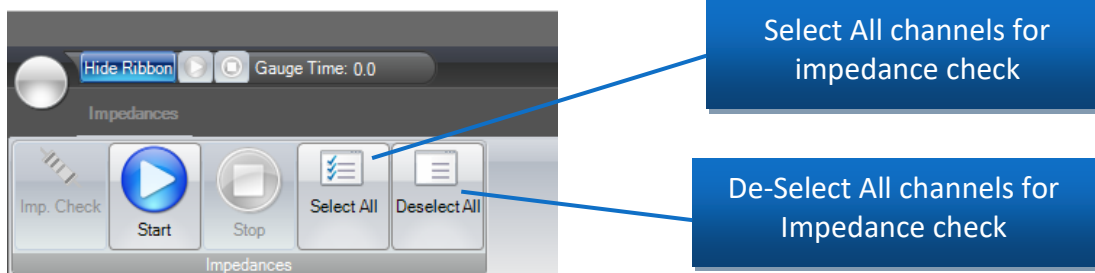 Hide Ribbon
Gauge Time: 0.0
Impedances
Imp. Check
Start
Stop
Select All
Deselect All
Impedances
Select All channels for
impedance check
De-Select All channels for
Impedance check